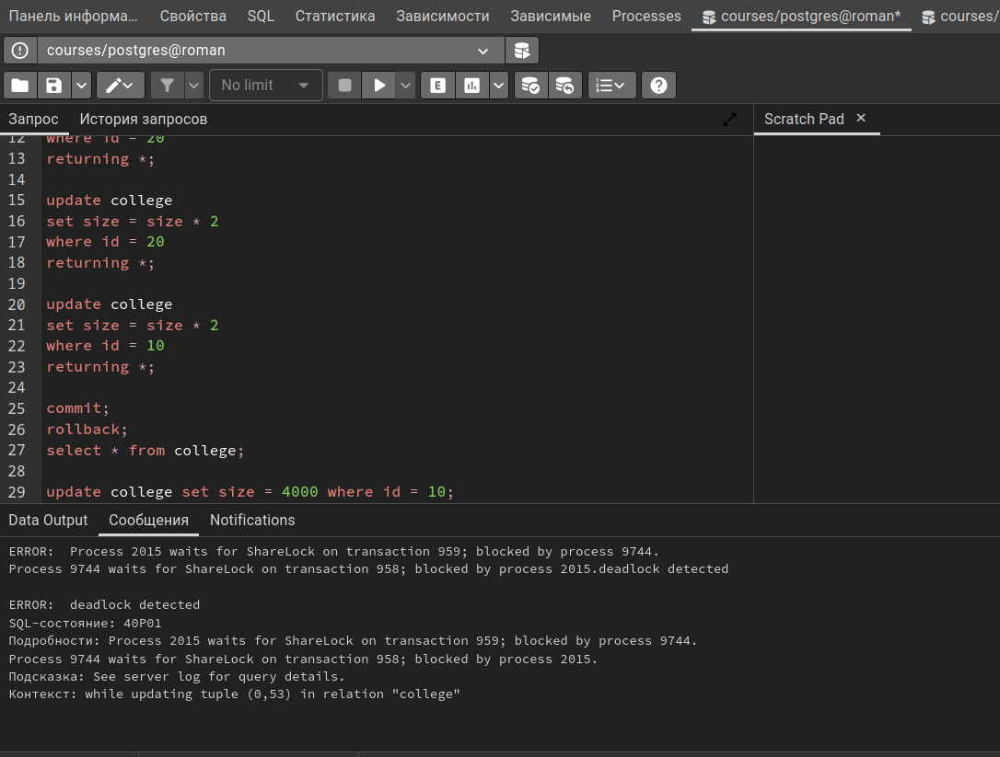 Панель информа... Свойства SQL Статистика Зависимости Зависимые Processes courses/postgres@roman* courses/
courses/postgres@roman
No limit E
Запрос История запросов Scratch Pad
12 where id = 20
13 returning *;
14
15 update college
16 set size = size * 2
17 where id = 20
18 returning *;
19
20 update college
21 set size = size * 2
22 where id = 10
23 returning *;
24
25 commit;
26 rollback;
27 select * from college;
28
29 update college set size = 4000 where id = 10;
Data Output Сообщения Notifications
ERROR:  Process 2015 waits for ShareLock on transaction 959; blocked by process 9744.
Process 9744 waits for ShareLock on transaction 958; blocked by process 2015.deadlock detected
ERROR:  deadlock detected
SQL-состояние: 40P01
Подробности: Process 2015 waits for ShareLock on transaction 959; blocked by process 9744.
Process 9744 waits for ShareLock on transaction 958; blocked by process 2015.
Подсказка: See server log for query details.
Контекст: while updating tuple (0,53) in relation "college"